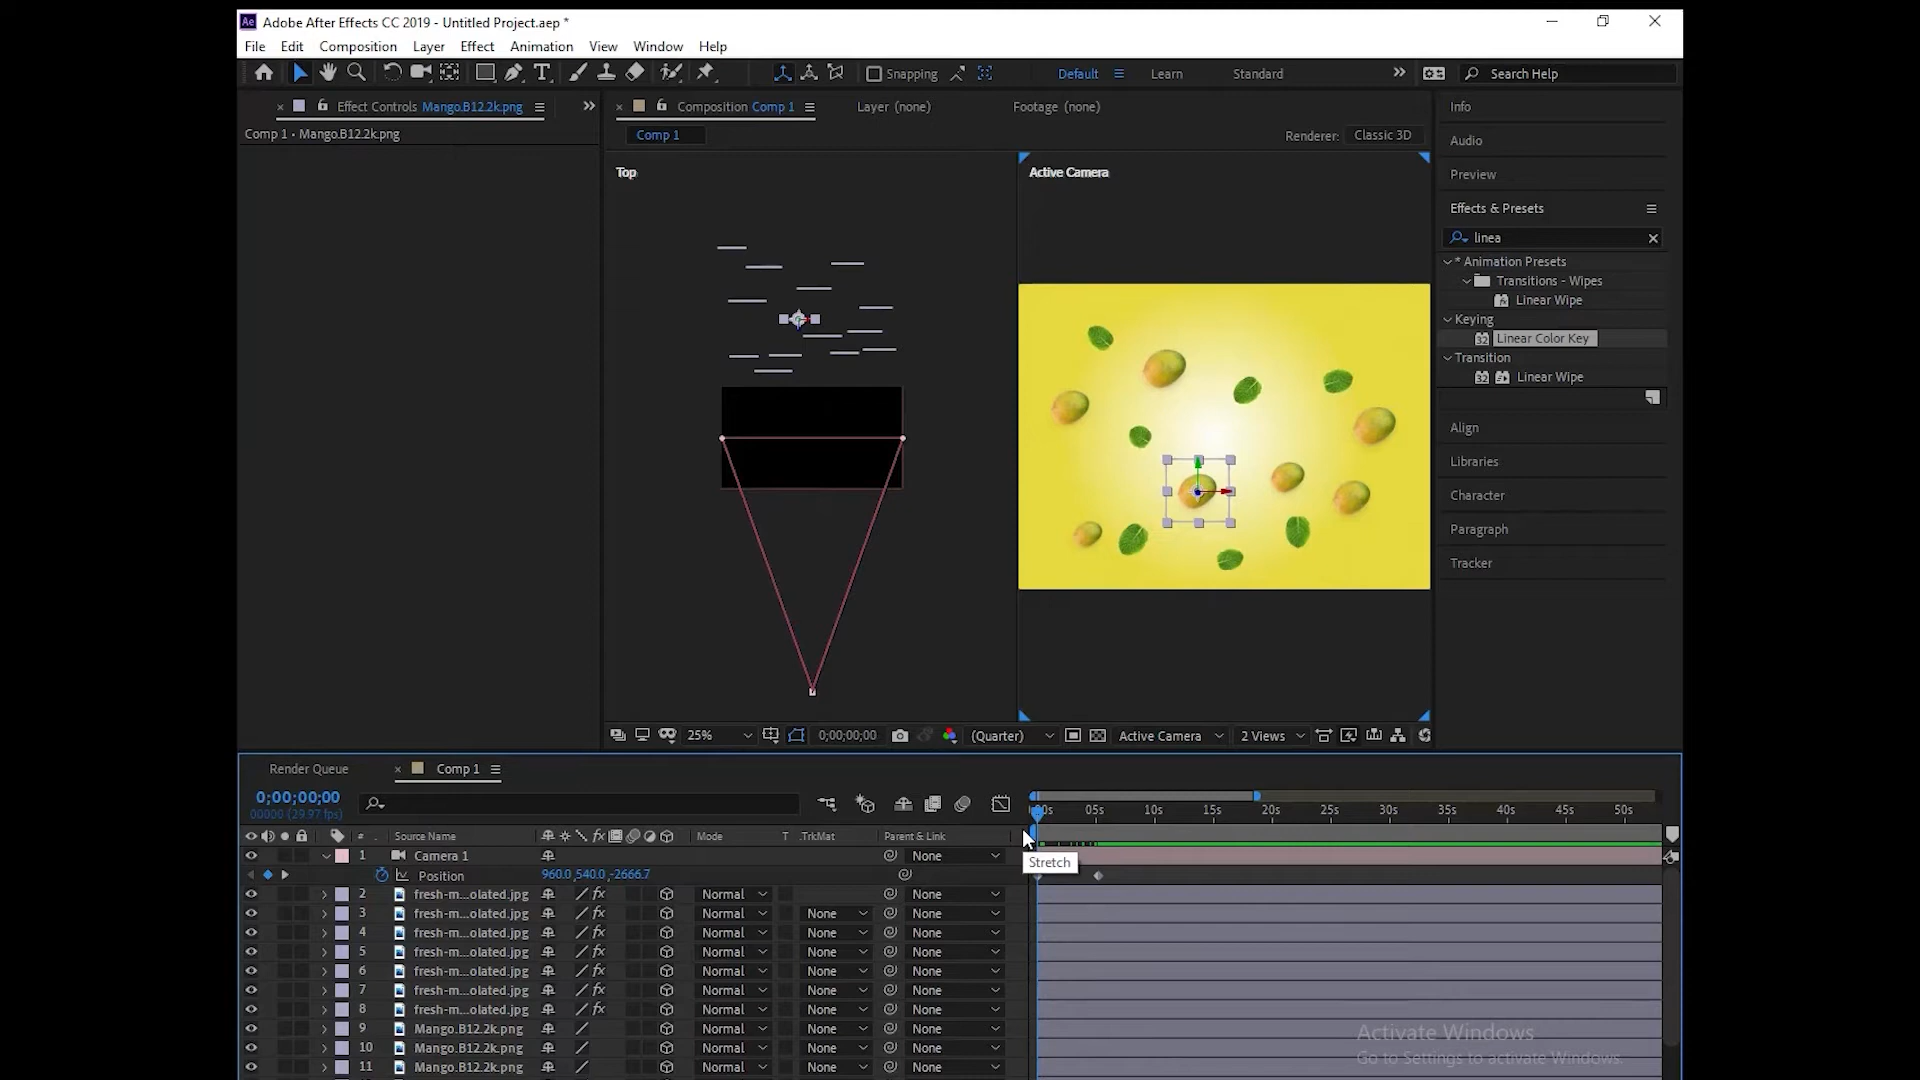 Adobe After Effects CC 2019 - Untitled Project.aep *
File Edit Composition Layer Effect Animation View Window Help
Snapping Default Learn Standard Search Help
Effect Controls Mango.B12.2k.png
Comp 1 • Mango.B12.2k.png
Composition Comp 1 Layer (none) Footage (none)
Comp 1 Renderer: Classic 3D
Top
Active Camera
25% 0;00;00;00 (Quarter) Active Camera 2 Views
Info
Audio
Preview
Effects & Presets
linea
* Animation Presets
Transitions - Wipes
Linear Wipe
Keying
Linear Color Key
Transition
Linear Wipe
Align
Libraries
Character
Paragraph
Tracker
Render Queue Comp 1
0;00;00;00
00000 (29.97 fps)
05s 10s 15s 20s 25s 30s 35s 40s 45s 50s
# Source Name Mode T .TrkMat Parent & Link
1 Camera 1 None
Position 960.0,540.0,-2666.7
Stretch
2 fresh-m...olated.jpg Normal None
3 fresh-m...olated.jpg Normal None None
4 fresh-m...olated.jpg Normal None None
5 fresh-m...olated.jpg Normal None None
6 fresh-m...olated.jpg Normal None None
7 fresh-m...olated.jpg Normal None None
8 fresh-m...olated.jpg Normal None None
9 Mango.B12.2k.png Normal None None
10 Mango.B12.2k.png Normal None None
11 Mango.B12.2k.png Normal None None
Activate Windows
Go to Settings to activate Windows.